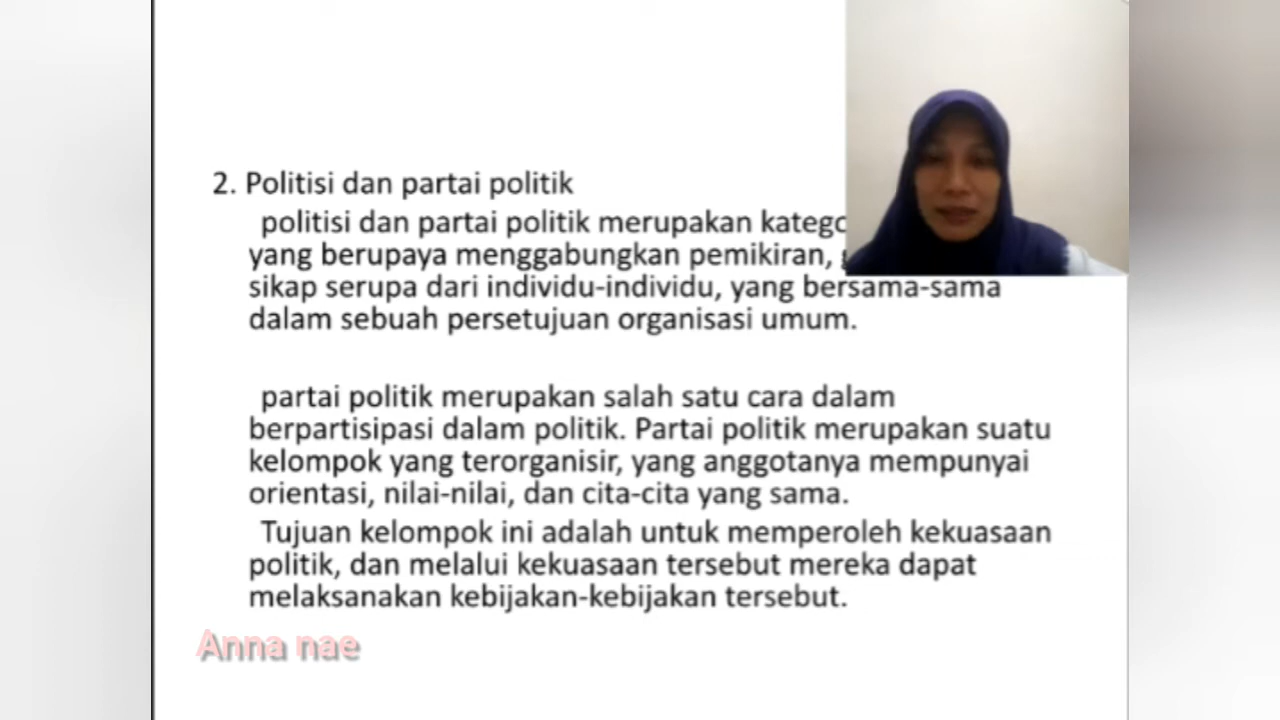 2. Politisi dan partai politik
politisi dan partai politik merupakan
yang berupaya menggabungkan pemikiran,
sikap serupa dari individu-individu, yang bersama-sama
dalam sebuah persetujuan organisasi umum.
partai politik merupakan salah satu cara dalam
berpartisipasi dalam politik. Partai politik merupakan suatu
kelompok yang terorganisir, yang anggotanya mempunyai
orientasi, nilai-nilai, dan cita-cita yang sama.
Tujuan kelompok ini adalah untuk memperoleh kekuasaan
politik, dan melalui kekuasaan tersebut mereka dapat
melaksanakan kebijakan-kebijakan tersebut.
Anna nae